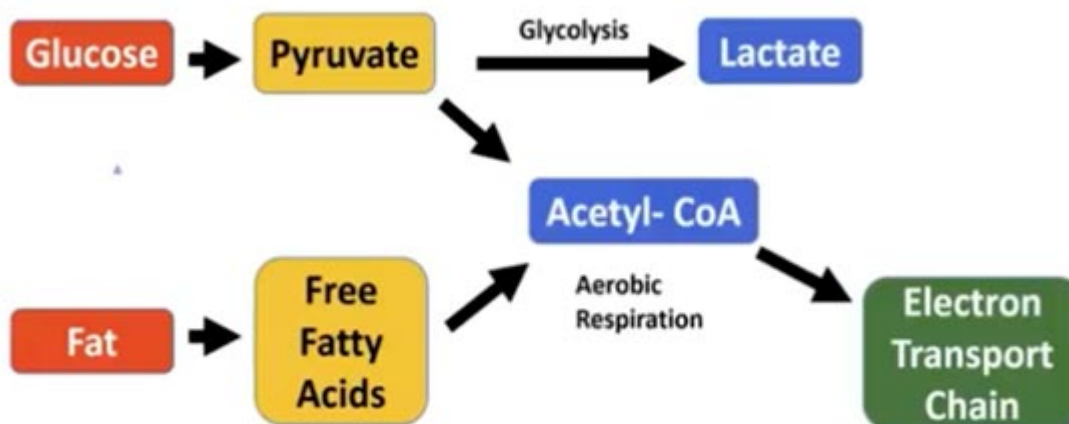 Glucose
Pyruvate
Glycolysis
Lactate
Acetyl- CoA
Aerobic
Respiration
Fat
Free
Fatty
Acids
Electron
Transport
Chain